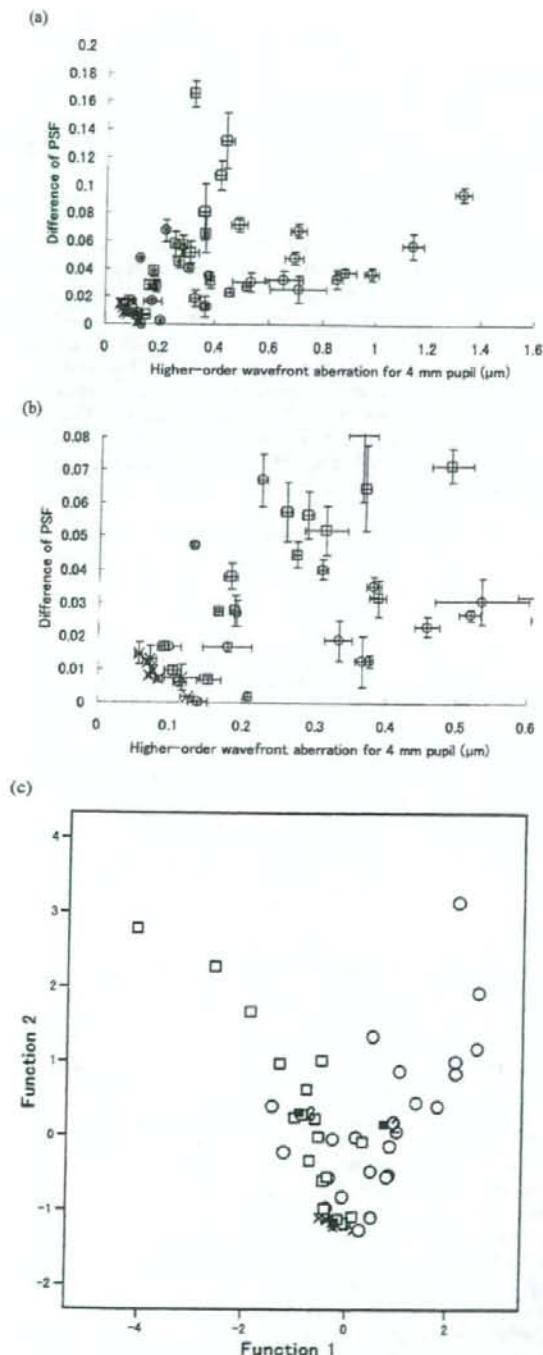 (a)
0.2
0.18
0.16
0.14
0.12
0.1
0.08
0.06
0.04
0.02
0
Difference of PSF
0 0.2 0.4 0.6 0.8 1 1.2 1.4 1.6
Higher-order wavefront aberration for 4 mm pupil (μm)
(b)
0.08
0.07
0.06
0.05
0.04
0.03
0.02
0.01
0
Difference of PSF
0 0.1 0.2 0.3 0.4 0.5 0.6
Higher-order wavefront aberration for 4 mm pupil (μm)
(c)
4
3
2
1
0
-1
-2
Function 2
-4 -2 0 2
Function 1